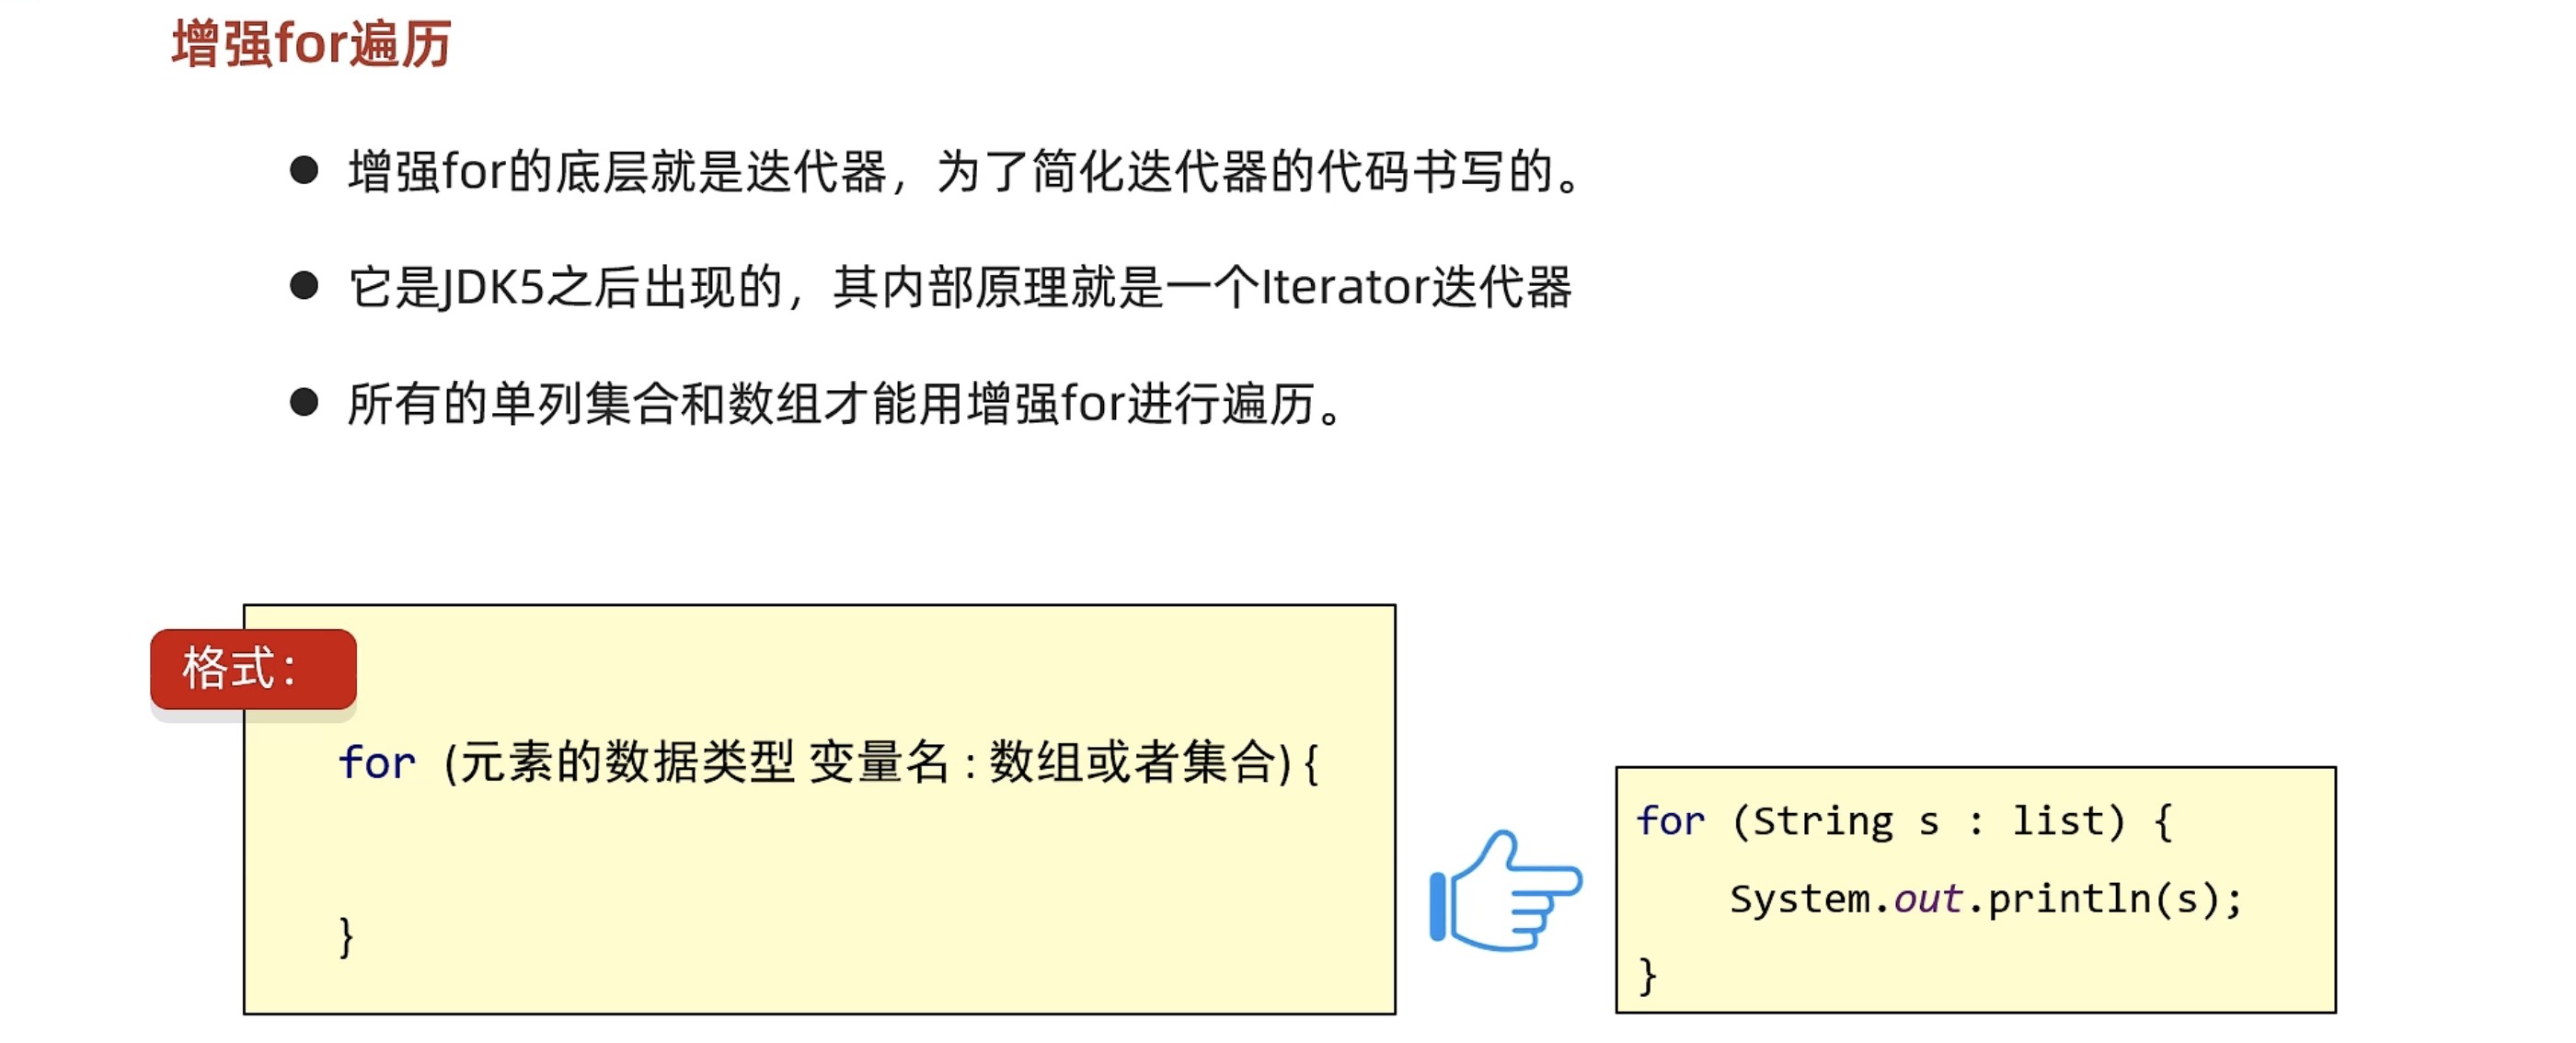 增强for遍历
增强for的底层就是迭代器，为了简化迭代器的代码书写的。
它是JDK5之后出现的，其内部原理就是一个Iterator迭代器
所有的单列集合和数组才能用增强for进行遍历。
格式：
for (元素的数据类型 变量名 : 数组或者集合) {
}
for (String s : list) {
System.out.println(s);
}